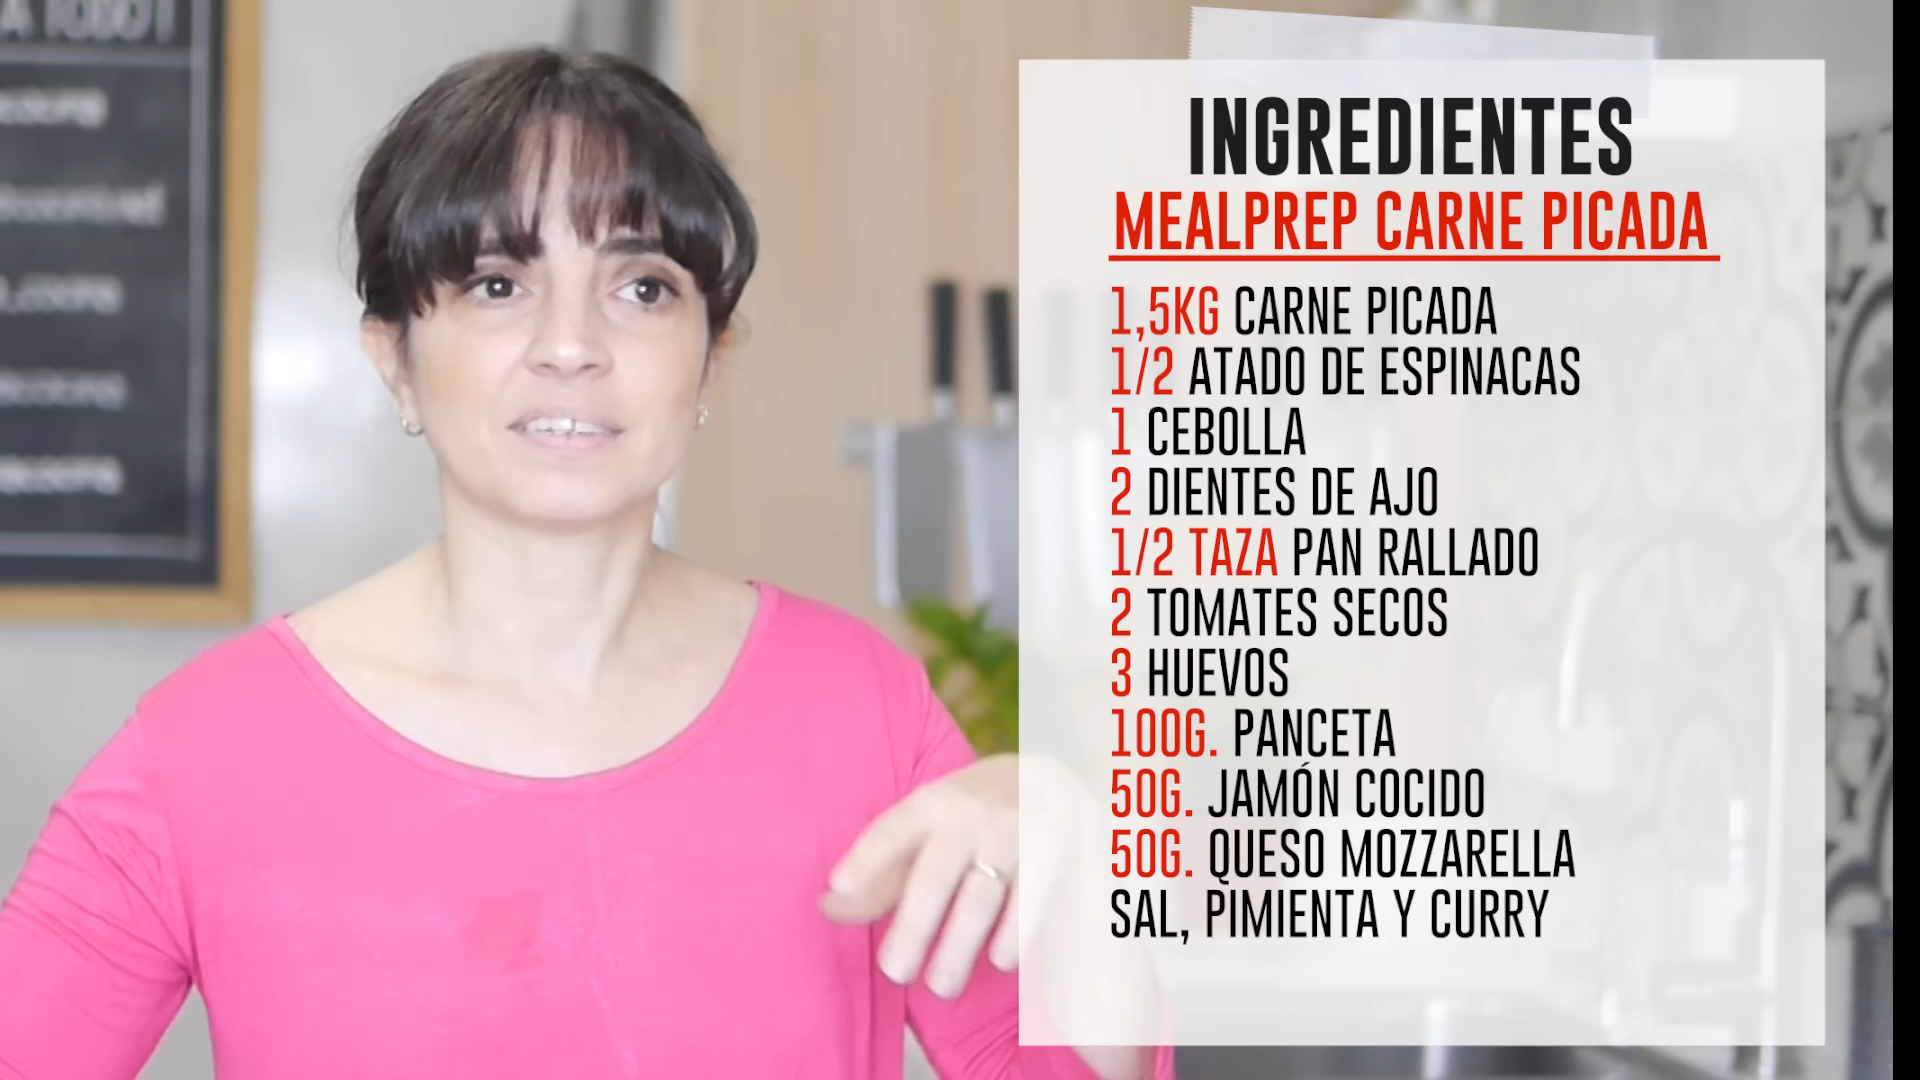 A TODO!
INGREDIENTES
MEALPREP CARNE PICADA
1,5KG CARNE PICADA
1/2 ATADO DE ESPINACAS
1 CEBOLLA
2 DIENTES DE AJO
1/2 TAZA PAN RALLADO
2 TOMATES SECOS
3 HUEVOS
100G. PANCETA
50G. JAMÓN COCIDO
50G. QUESO MOZZARELLA
SAL, PIMIENTA Y CURRY